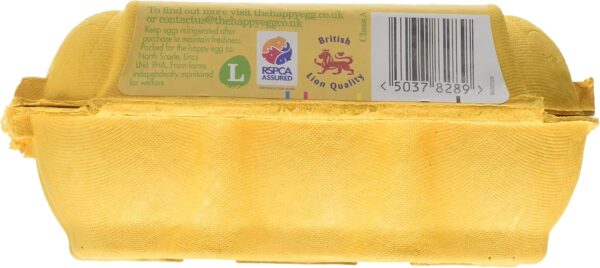 To find out more visit thehappyegg.co.uk
or contactus@thehappyegg.co.uk
Keep eggs refrigerated after
purchase to maintain freshness.
Packed for the happy egg co.
North Scarle, Lincs
LN6 9HA. From farms
independently monitored
for welfare.
L
RSPCA
ASSURED
British
Lion Quality
Class A
< 5037 8289 >